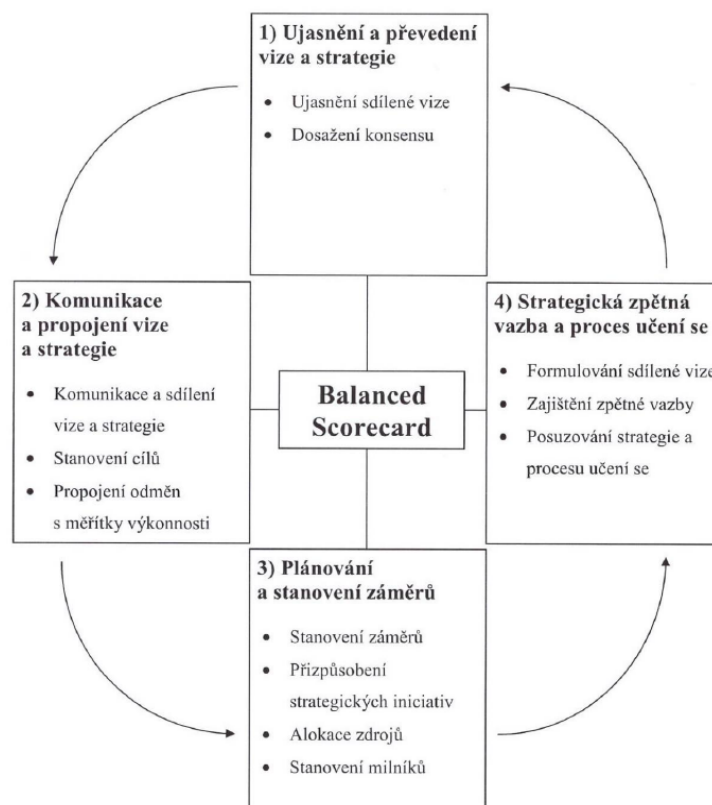 1) Ujasnění a převedení
vize a strategie
• Ujasnění sdílené vize
• Dosažení konsensu
2) Komunikace
a propojení vize
a strategie
• Komunikace a sdílení
vize a strategie
• Stanovení cílů
• Propojení odměn
s měřítky výkonnosti
Balanced
Scorecard
4) Strategická zpětná
vazba a proces učení se
• Formulování sdílené vize
• Zajištění zpětné vazby
• Posuzování strategie a
procesu učení se
3) Plánování
a stanovení záměrů
• Stanovení záměrů
• Přizpůsobení
strategických iniciativ
• Alokace zdrojů
• Stanovení milníků